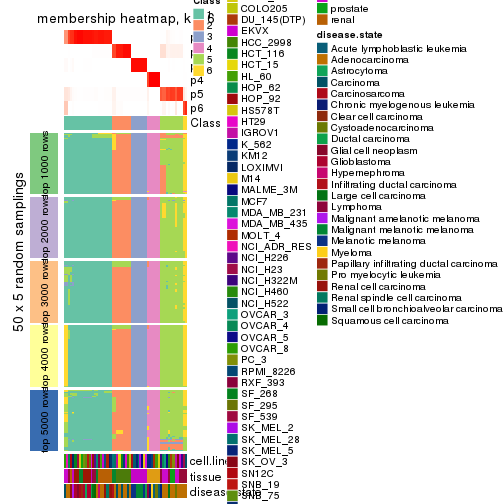 membership heatmap, k = 6
p4
p5
p6
Class
50 x 5 random samplings
top 1000 rows
top 2000 rows
top 3000 rows
top 4000 rows
top 5000 rows
cell.line
tissue
disease.state
Class
1
2
3
4
5
6
COLO205
DU_145(DTP)
EKVX
HCC_2998
HCT_116
HCT_15
HL_60
HOP_62
HOP_92
HS578T
HT29
IGROV1
K_562
KM12
LOXIMVI
M14
MALME_3M
MCF7
MDA_MB_231
MDA_MB_435
MOLT_4
NCI_ADR_RES
NCI_H226
NCI_H23
NCI_H322M
NCI_H460
NCI_H522
OVCAR_3
OVCAR_4
OVCAR_5
OVCAR_8
PC_3
RPMI_8226
RXF_393
SF_268
SF_295
SF_539
SK_MEL_2
SK_MEL_28
SK_MEL_5
SK_OV_3
SN12C
SNB_19
SNB_75
prostate
renal
disease.state
Acute lymphoblastic leukemia
Adenocarcinoma
Astrocytoma
Carcinoma
Carcinosarcoma
Chronic myelogenous leukemia
Clear cell carcinoma
Cystoadenocarcinoma
Ductal carcinoma
Glial cell neoplasm
Glioblastoma
Hypernephroma
Infiltrating ductal carcinoma
Large cell carcinoma
Lymphoma
Malignant amelanotic melanoma
Malignant melanotic melanoma
Melanotic melanoma
Myeloma
Papillary infiltrating ductal carcinoma
Pro myelocytic leukemia
Renal cell carcinoma
Renal spindle cell carcinoma
Small cell bronchioalveolar carcinoma
Squamous cell carcinoma